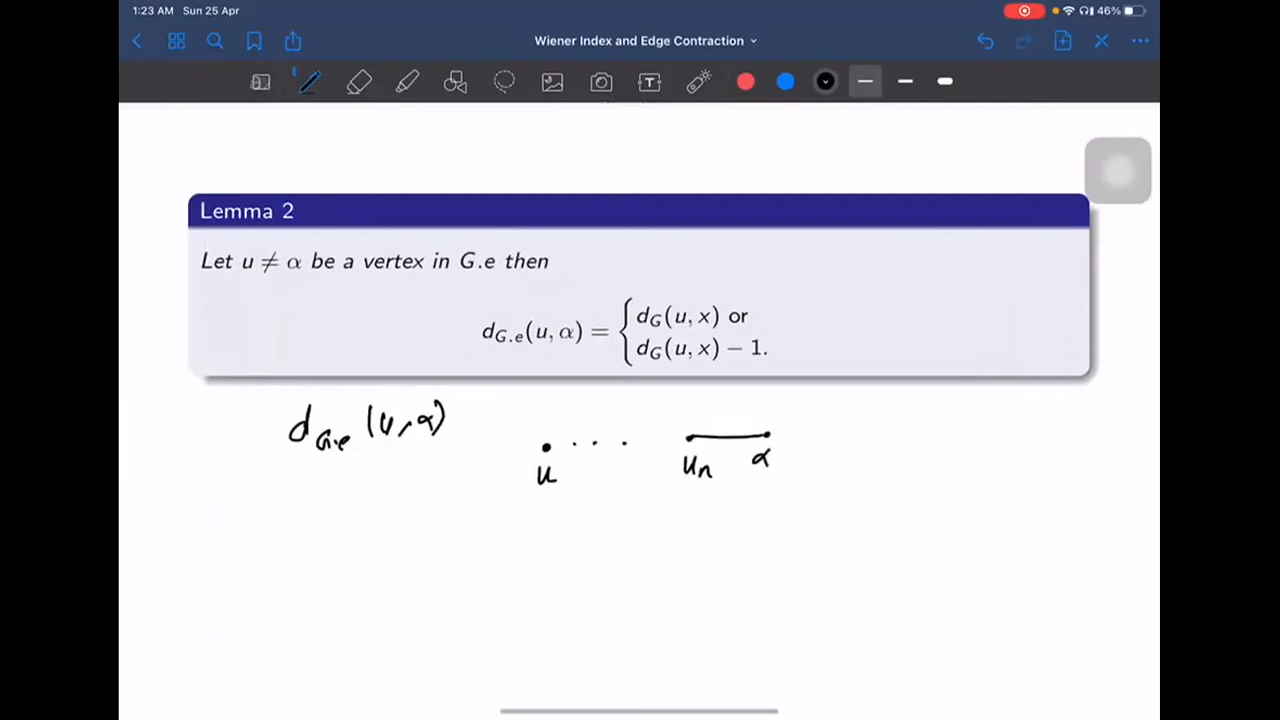 1:23 AM Sun 25 Apr 46%
Wiener Index and Edge Contraction
T
Lemma 2
Let u ≠ α be a vertex in G.e then
d_{G.e}(u, α) = { d_G(u, x) or
d_G(u, x) − 1.
d_{G.e} (u, α)
u ... u_n α